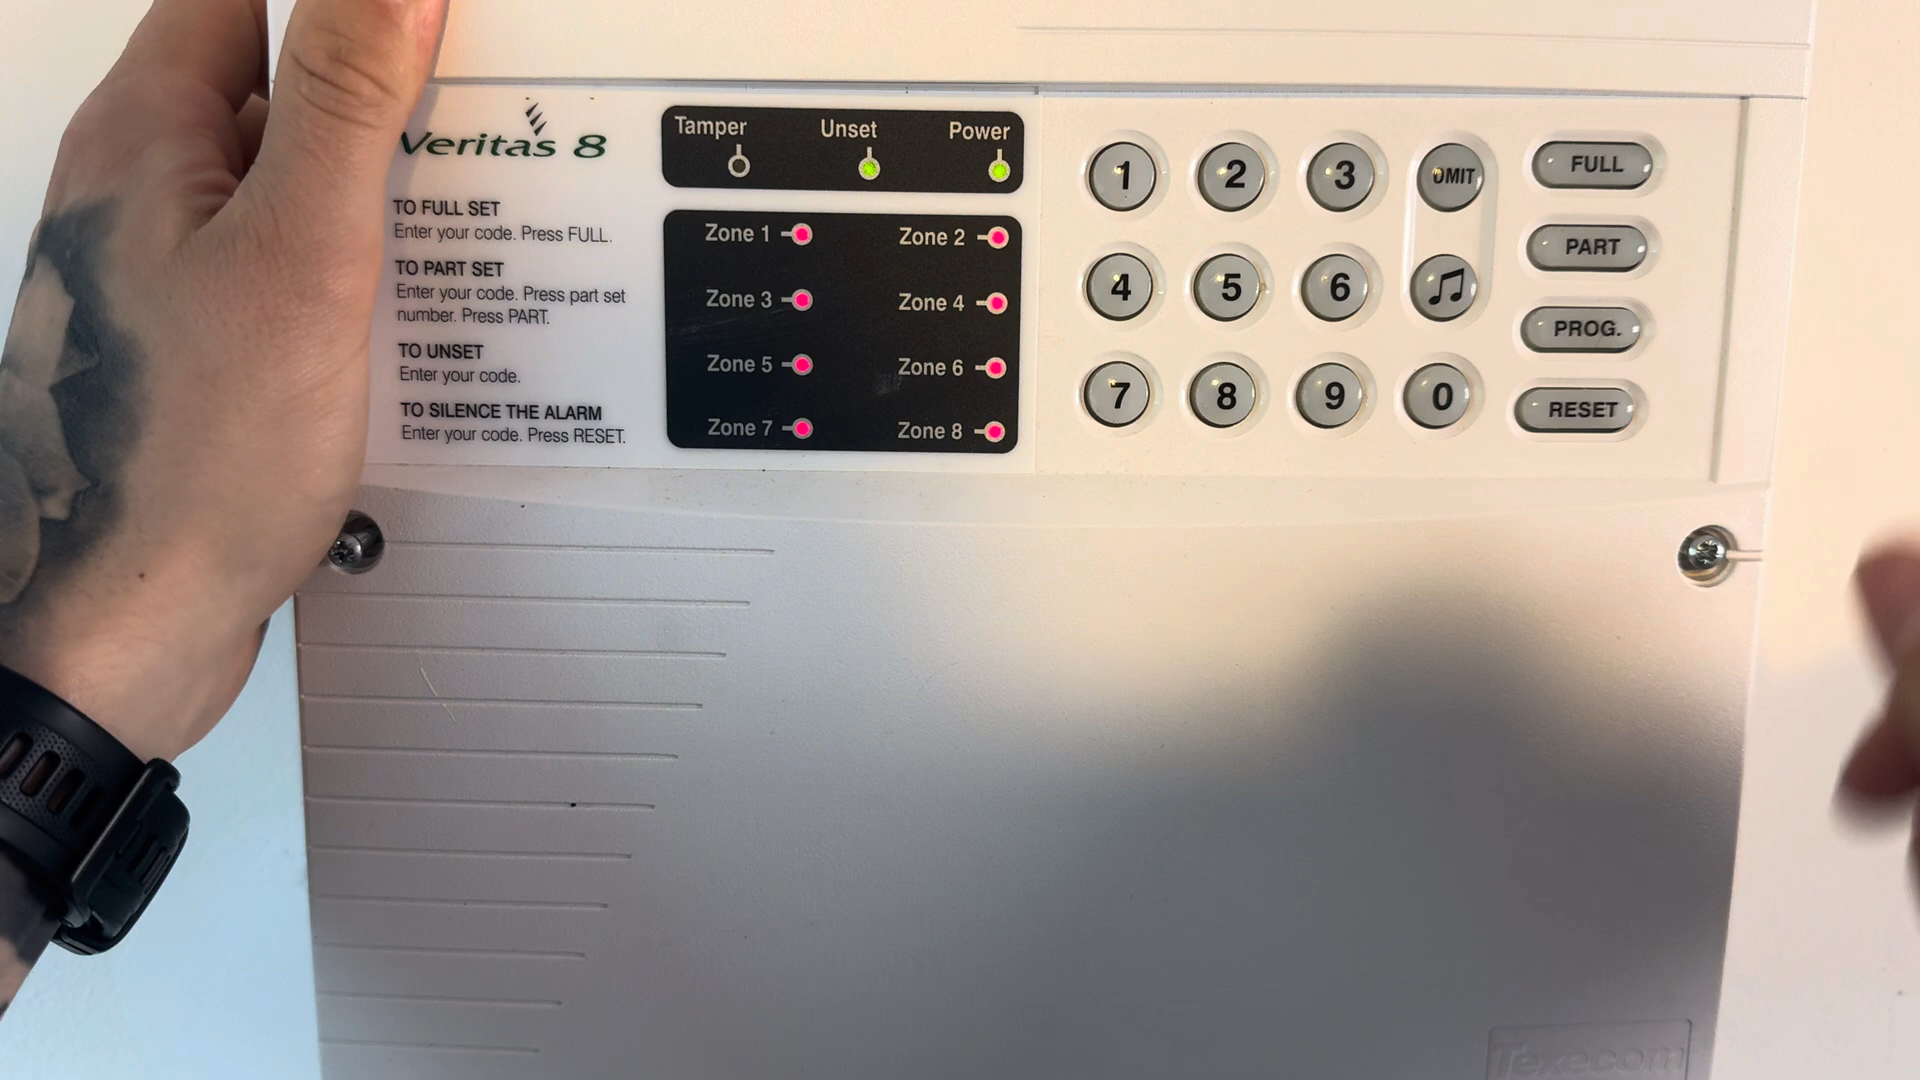 Veritas 8
TO FULL SET
Enter your code. Press FULL.
TO PART SET
Enter your code. Press part set
number. Press PART.
TO UNSET
Enter your code.
TO SILENCE THE ALARM
Enter your code. Press RESET.
Tamper Unset Power
Zone 1 Zone 2
Zone 3 Zone 4
Zone 5 Zone 6
Zone 7 Zone 8
1 2 3 OMIT FULL
4 5 6 PART
PROG.
7 8 9 0 RESET
Texecom